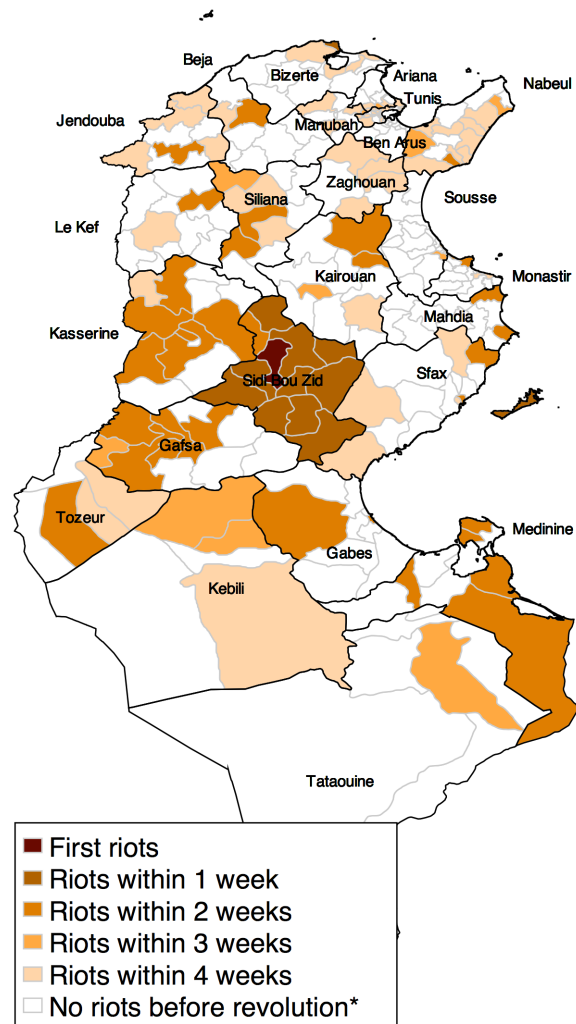 Beja
Bizerte
Ariana
Nabeul
Tunis
Jendouba
Manubah
Ben Arus
Zaghouan
Siliana
Sousse
Le Kef
Kairouan
Monastir
Mahdia
Kasserine
Sfax
Sidi Bou Zid
Gafsa
Tozeur
Medinine
Gabes
Kebili
Tataouine
First riots
Riots within 1 week
Riots within 2 weeks
Riots within 3 weeks
Riots within 4 weeks
No riots before revolution*